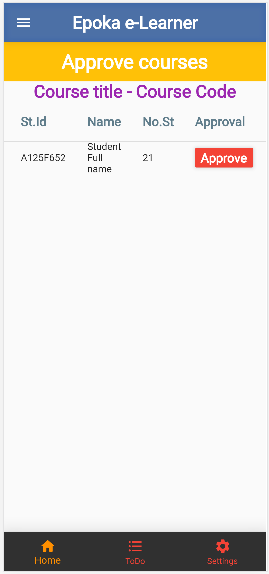 Epoka e-Learner
Approve courses
Course title - Course Code
St.Id Name No.St Approval
A125F652 Student Full name 21 Approve
Home ToDo Settings